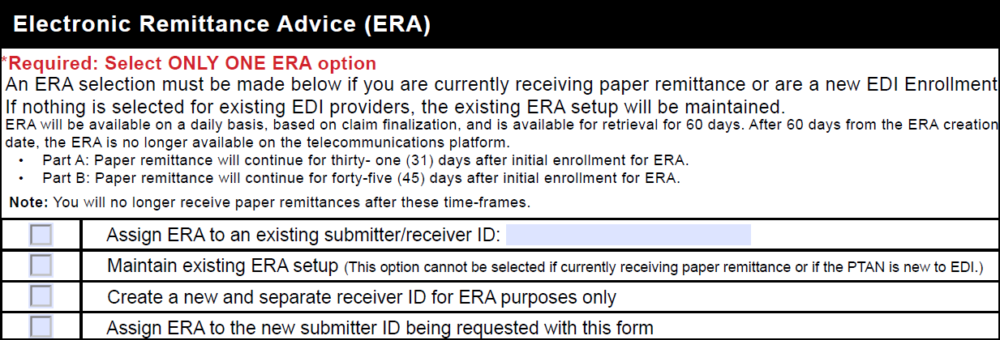 Electronic Remittance Advice (ERA)
*Required: Select ONLY ONE ERA option
An ERA selection must be made below if you are currently receiving paper remittance or are a new EDI Enrollment
If nothing is selected for existing EDI providers, the existing ERA setup will be maintained.
ERA will be available on a daily basis, based on claim finalization, and is available for retrieval for 60 days. After 60 days from the ERA creation
date, the ERA is no longer available on the telecommunications platform.
• Part A: Paper remittance will continue for thirty- one (31) days after initial enrollment for ERA.
• Part B: Paper remittance will continue for forty-five (45) days after initial enrollment for ERA.
Note: You will no longer receive paper remittances after these time-frames.
Assign ERA to an existing submitter/receiver ID:
Maintain existing ERA setup (This option cannot be selected if currently receiving paper remittance or if the PTAN is new to EDI.)
Create a new and separate receiver ID for ERA purposes only
Assign ERA to the new submitter ID being requested with this form